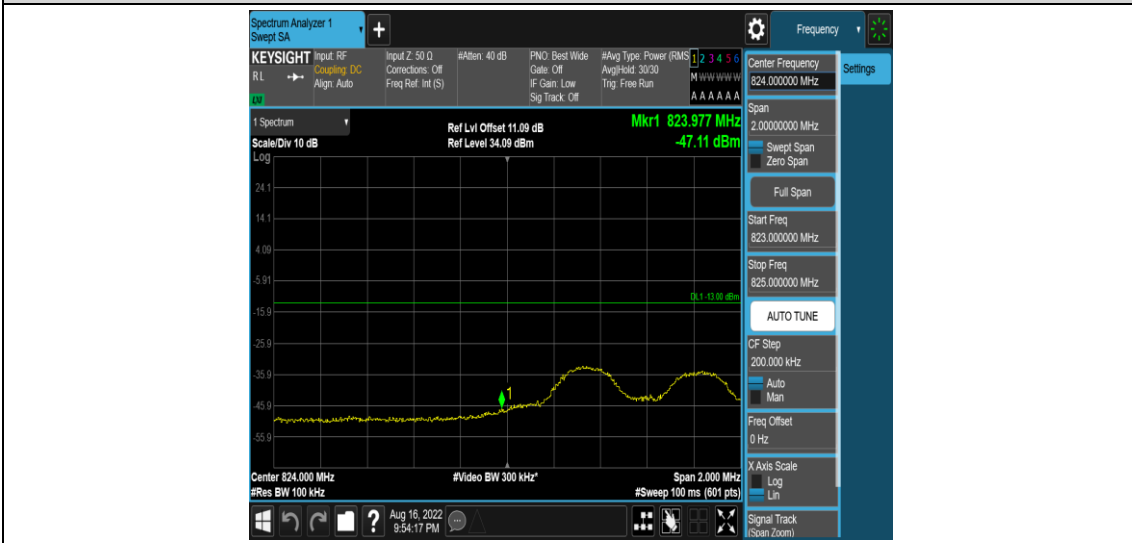 Spectrum Analyzer 1
Swept SA
+
Frequency
KEYSIGHT
R L
LXI
Input: RF
Coupling: DC
Align: Auto
Input Z: 50 Ω
Corrections: Off
Freq Ref: Int (S)
#Atten: 40 dB
PNO: Best Wide
Gate: Off
IF Gain: Low
Sig Track: Off
#Avg Type: Power (RMS
Avg|Hold: 30/30
Trig: Free Run
1 2 3 4 5 6
M W W W W W
A A A A A A
1 Spectrum
Scale/Div 10 dB
Ref Lvl Offset 11.09 dB
Ref Level 34.09 dBm
Mkr1 823.977 MHz
-47.11 dBm
Log
24.1
14.1
4.09
-5.91
-15.9
-25.9
-35.9
-45.9
-55.9
DL1 -13.00 dBm
1
Center 824.000 MHz
#Res BW 100 kHz
#Video BW 300 kHz*
Span 2.000 MHz
#Sweep 100 ms (601 pts)
Center Frequency
824.000000 MHz
Settings
Span
2.00000000 MHz
Swept Span
Zero Span
Full Span
Start Freq
823.000000 MHz
Stop Freq
825.000000 MHz
AUTO TUNE
CF Step
200.000 kHz
Auto
Man
Freq Offset
0 Hz
X Axis Scale
Log
Lin
Signal Track
(Span Zoom)
?
Aug 16, 2022
9:54:17 PM